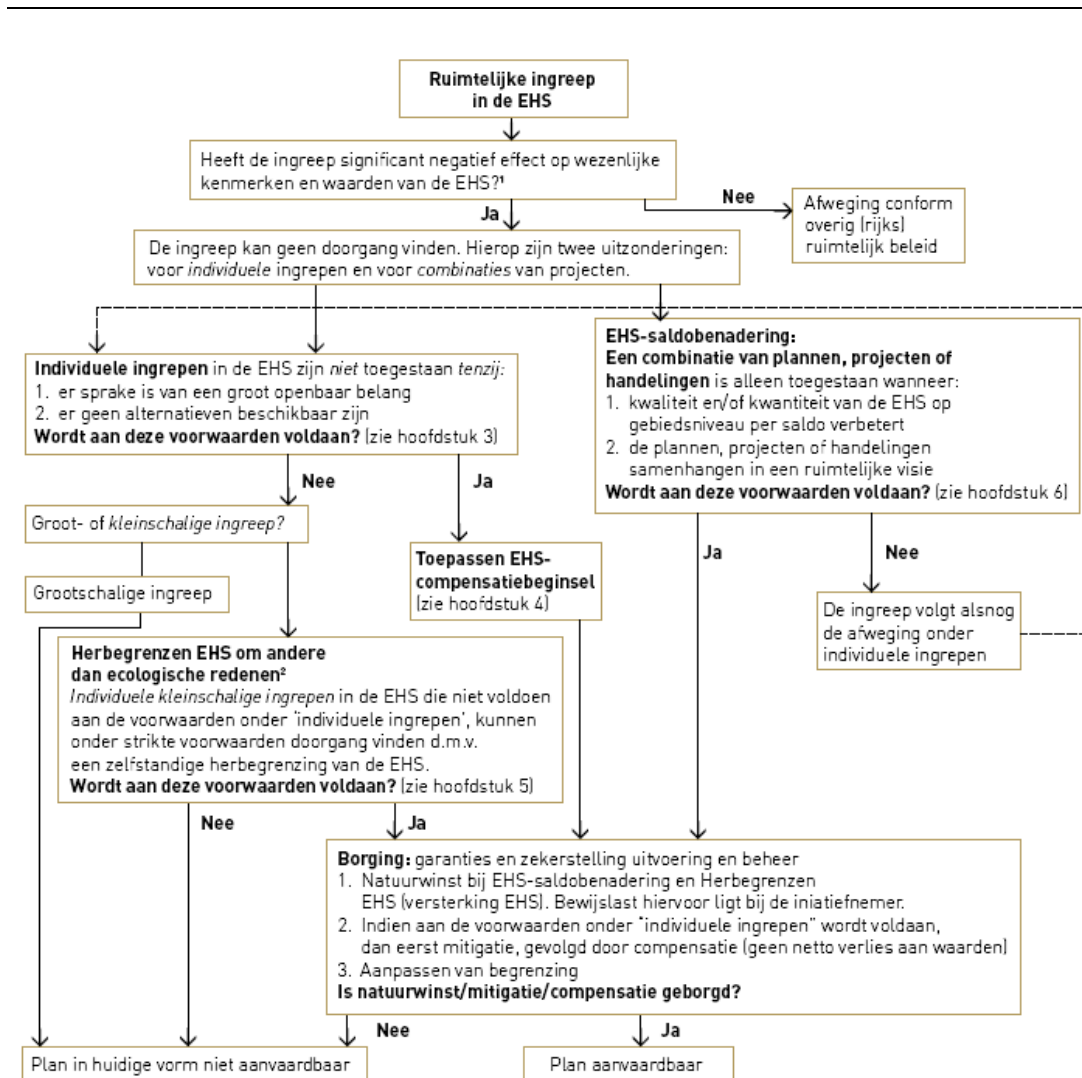 Ruimtelijke ingreep
in de EHS
Heeft de ingreep significant negatief effect op wezenlijke
kenmerken en waarden van de EHS?¹
Nee
Afweging conform
overig (rijks)
ruimtelijk beleid
Ja
De ingreep kan geen doorgang vinden. Hierop zijn twee uitzonderingen:
voor individuele ingrepen en voor combinaties van projecten.
Individuele ingrepen in de EHS zijn niet toegestaan tenzij:
1. er sprake is van een groot openbaar belang
2. er geen alternatieven beschikbaar zijn
Wordt aan deze voorwaarden voldaan? (zie hoofdstuk 3)
EHS-saldobenadering:
Een combinatie van plannen, projecten of
handelingen is alleen toegestaan wanneer:
1. kwaliteit en/of kwantiteit van de EHS op
gebiedsniveau per saldo verbetert
2. de plannen, projecten of handelingen
samenhangen in een ruimtelijke visie
Wordt aan deze voorwaarden voldaan? (zie hoofdstuk 6)
Nee
Ja
Groot- of kleinschalige ingreep?
Grootschalige ingreep
Toepassen EHS-
compensatiebeginsel
(zie hoofdstuk 4)
Ja
Nee
De ingreep volgt alsnog
de afweging onder
individuele ingrepen
Herbegrenzen EHS om andere
dan ecologische redenen²
Individuele kleinschalige ingrepen in de EHS die niet voldoen
aan de voorwaarden onder 'individuele ingrepen', kunnen
onder strikte voorwaarden doorgang vinden d.m.v.
een zelfstandige herbegrenzing van de EHS.
Wordt aan deze voorwaarden voldaan? (zie hoofdstuk 5)
Nee
Ja
Borging: garanties en zekerstelling uitvoering en beheer
1. Natuurwinst bij EHS-saldobenadering en Herbegrenzen
EHS (versterking EHS). Bewijslast hiervoor ligt bij de iniatiefnemer.
2. Indien aan de voorwaarden onder "individuele ingrepen" wordt voldaan,
dan eerst mitigatie, gevolgd door compensatie (geen netto verlies aan waarden)
3. Aanpassen van begrenzing
Is natuurwinst/mitigatie/compensatie geborgd?
Nee
Ja
Plan in huidige vorm niet aanvaardbaar
Plan aanvaardbaar